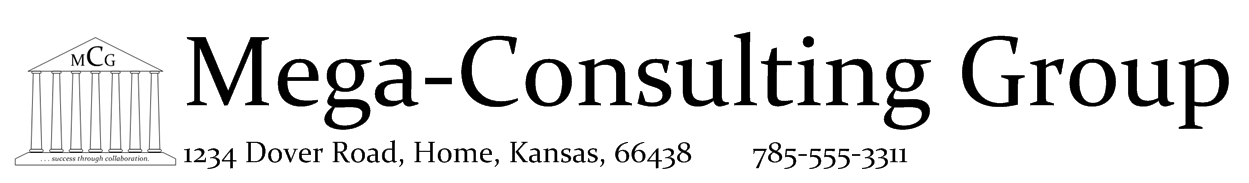 MCG
... success through collaboration.
Mega-Consulting Group
1234 Dover Road, Home, Kansas, 66438 785-555-3311